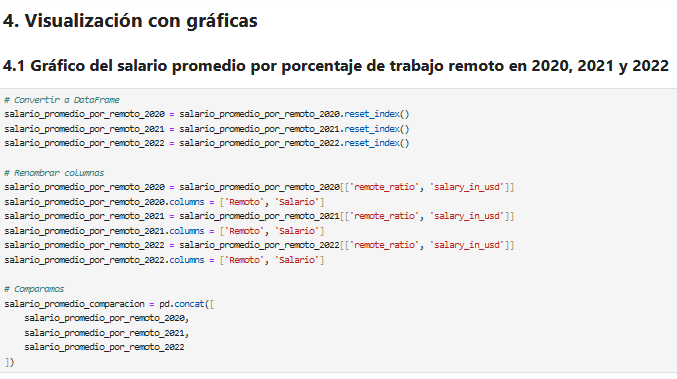 4. Visualización con gráficas
4.1 Gráfico del salario promedio por porcentaje de trabajo remoto en 2020, 2021 y 2022
# Convertir a DataFrame
salario_promedio_por_remoto_2020 = salario_promedio_por_remoto_2020.reset_index()
salario_promedio_por_remoto_2021 = salario_promedio_por_remoto_2021.reset_index()
salario_promedio_por_remoto_2022 = salario_promedio_por_remoto_2022.reset_index()
# Renombrar columnas
salario_promedio_por_remoto_2020 = salario_promedio_por_remoto_2020[['remote_ratio', 'salary_in_usd']]
salario_promedio_por_remoto_2020.columns = ['Remoto', 'Salario']
salario_promedio_por_remoto_2021 = salario_promedio_por_remoto_2021[['remote_ratio', 'salary_in_usd']]
salario_promedio_por_remoto_2021.columns = ['Remoto', 'Salario']
salario_promedio_por_remoto_2022 = salario_promedio_por_remoto_2022[['remote_ratio', 'salary_in_usd']]
salario_promedio_por_remoto_2022.columns = ['Remoto', 'Salario']
# Comparamos
salario_promedio_comparacion = pd.concat([
    salario_promedio_por_remoto_2020,
    salario_promedio_por_remoto_2021,
    salario_promedio_por_remoto_2022
])